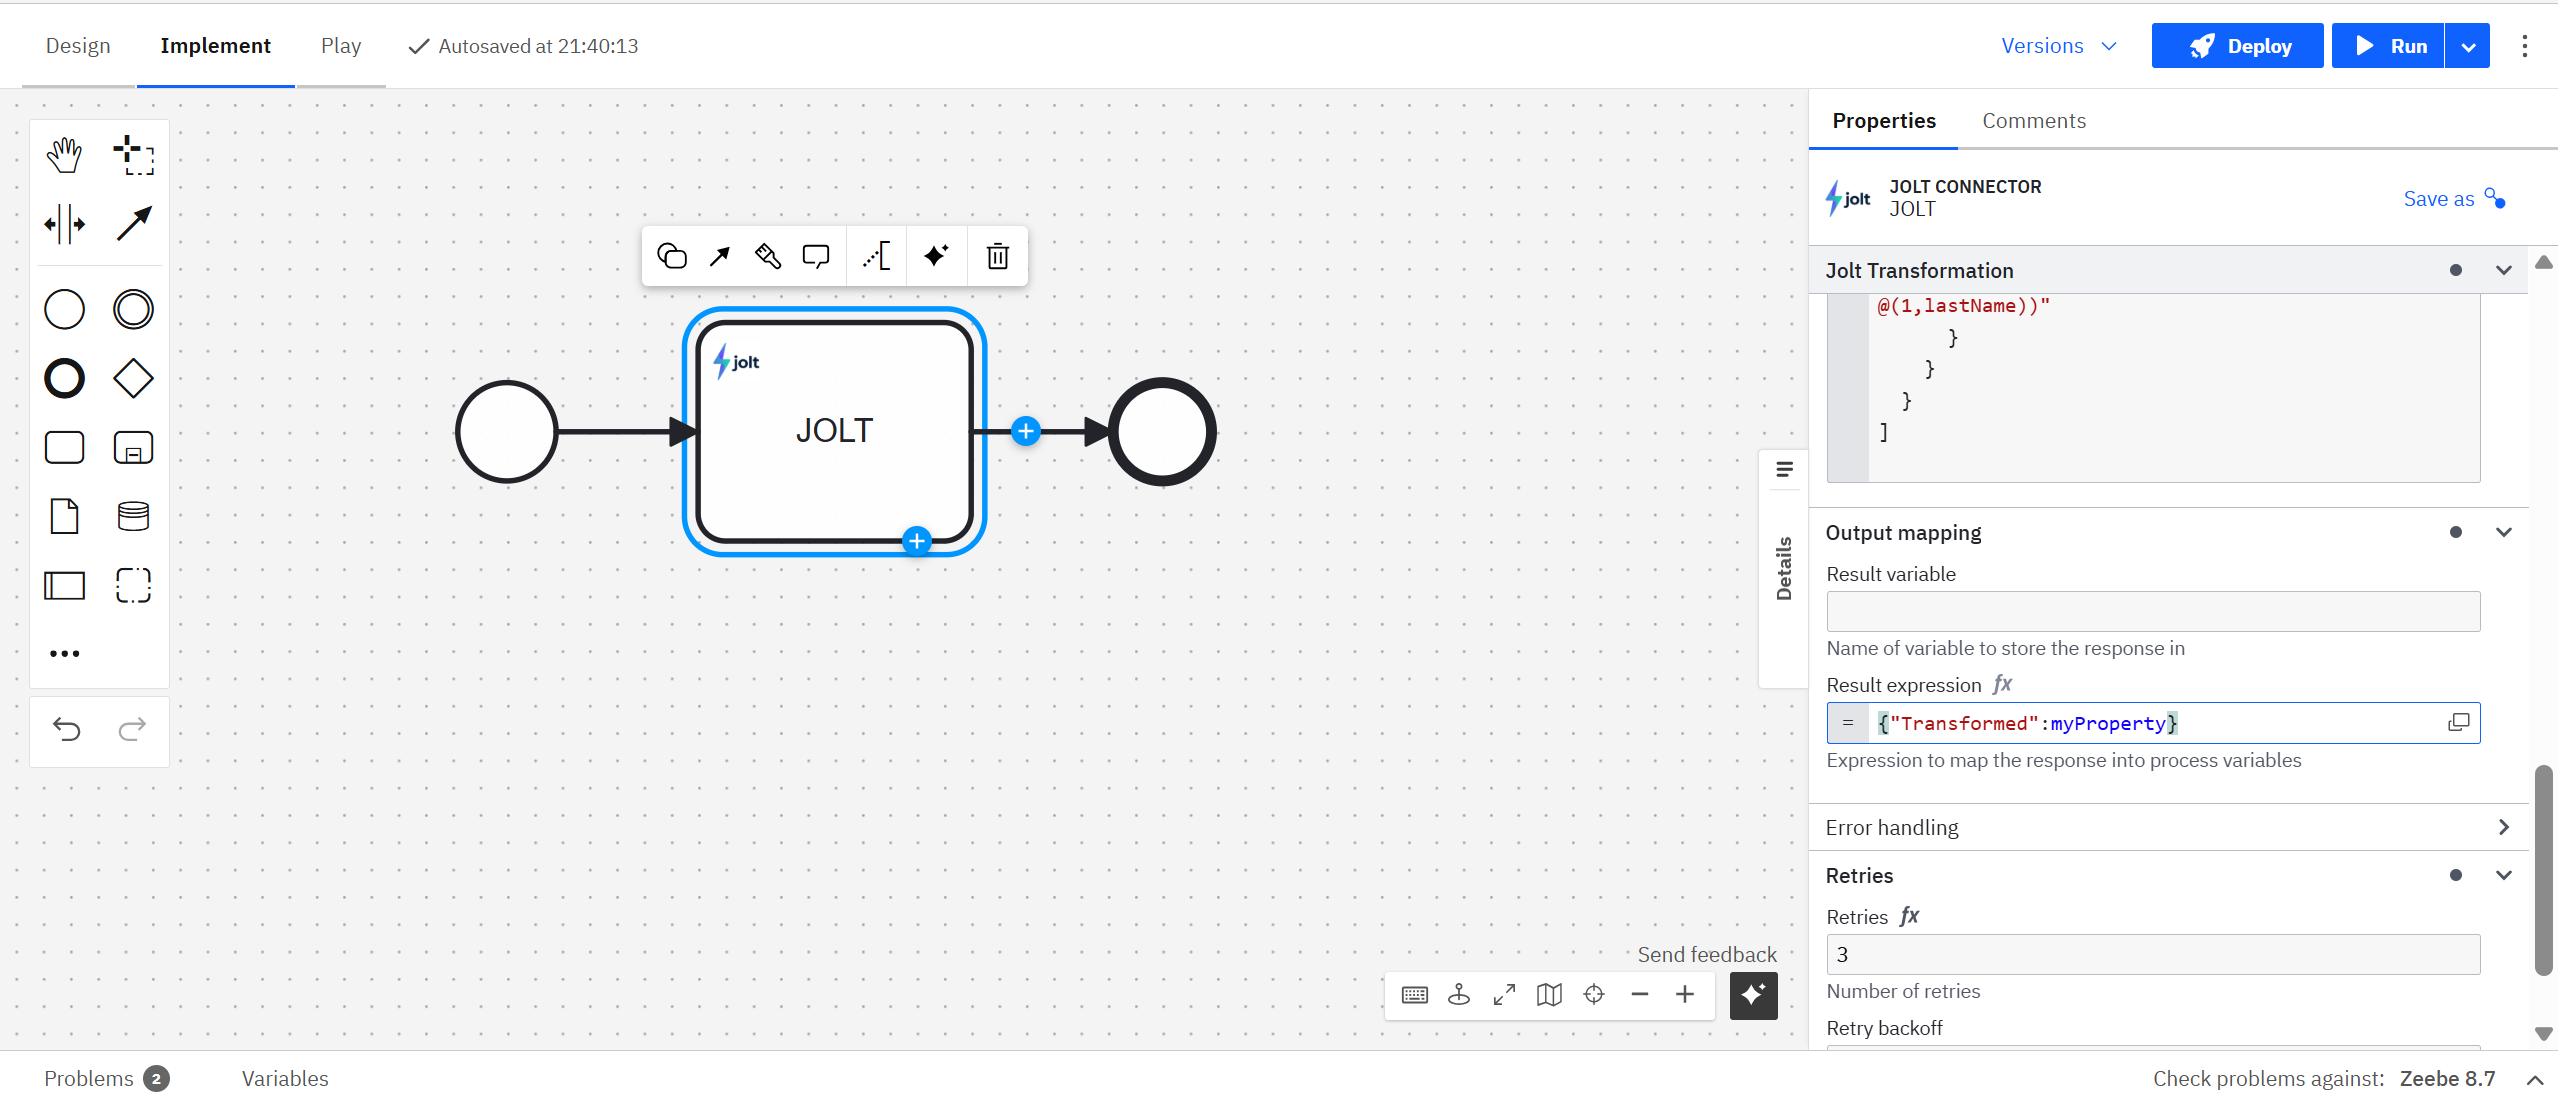 Design
Implement
Play
Autosaved at 21:40:13
Versions
Deploy
Run
Properties
Comments
jolt
JOLT CONNECTOR
JOLT
Save as
Jolt Transformation
@(1,lastName))"
}
}
}
]
jolt
JOLT
Details
Output mapping
Result variable
Name of variable to store the response in
Result expression fx
= {"Transformed":myProperty}
Expression to map the response into process variables
Error handling
Retries
Retries fx
3
Number of retries
Retry backoff
Send feedback
Problems 2
Variables
Check problems against: Zeebe 8.7